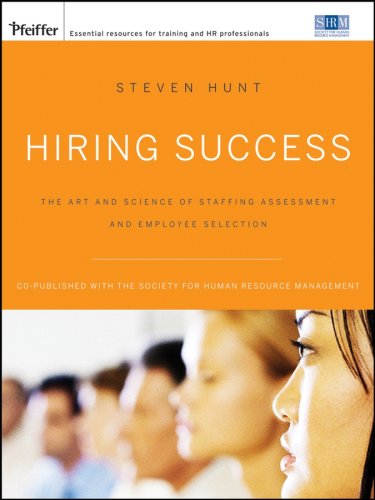 Pfeiffer
Essential resources for training and HR professionals
SHRM
SOCIETY FOR HUMAN
RESOURCE MANAGEMENT
STEVEN HUNT
HIRING SUCCESS
THE ART AND SCIENCE OF STAFFING ASSESSMENT
AND EMPLOYEE SELECTION
CO-PUBLISHED WITH THE SOCIETY FOR HUMAN RESOURCE MANAGEMENT